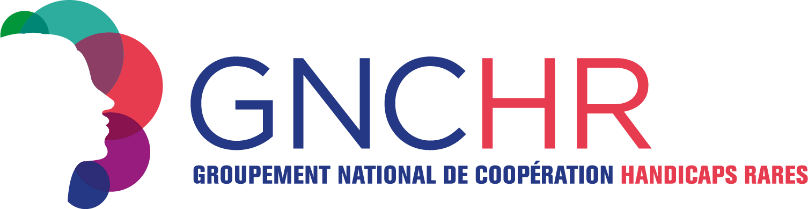 GNCHR
GROUPEMENT NATIONAL DE COOPÉRATION HANDICAPS RARES